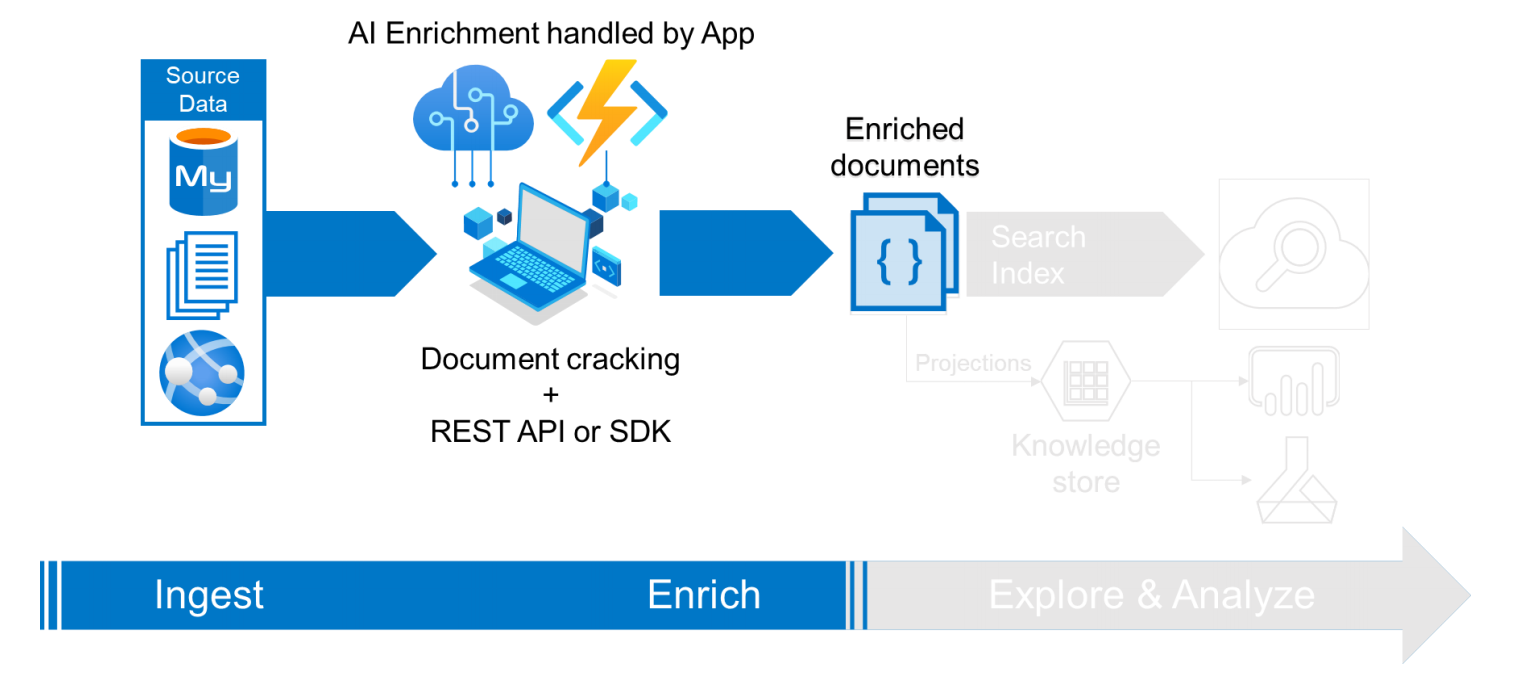 AI Enrichment handled by App
Source
Data
My
Document cracking
+
REST API or SDK
Enriched
documents
{ }
Search
Index
Projections
Knowledge
store
Ingest
Enrich
Explore & Analyze